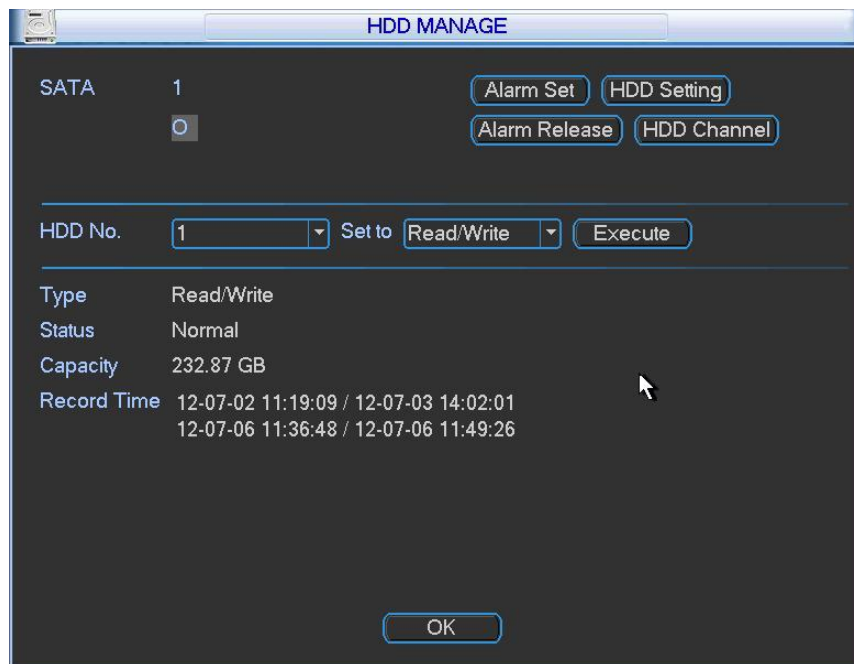 HDD MANAGE
SATA 1 Alarm Set HDD Setting
O Alarm Release HDD Channel
HDD No. 1 Set to Read/Write Execute
Type Read/Write
Status Normal
Capacity 232.87 GB
Record Time 12-07-02 11:19:09 / 12-07-03 14:02:01
12-07-06 11:36:48 / 12-07-06 11:49:26
OK